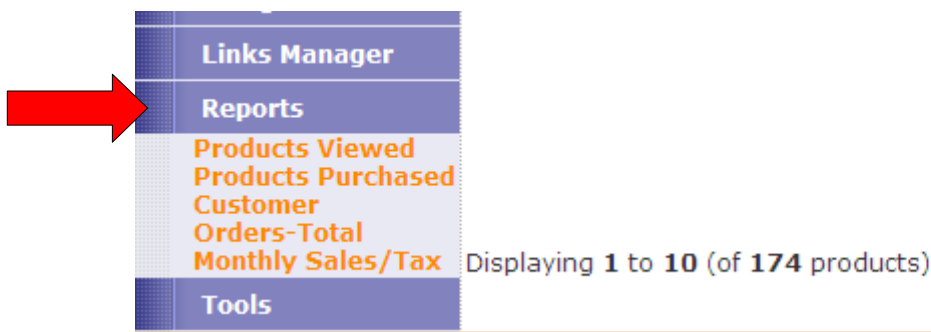 Links Manager
Reports
Products Viewed
Products Purchased
Customer
Orders-Total
Monthly Sales/Tax Displaying 1 to 10 (of 174 products)
Tools